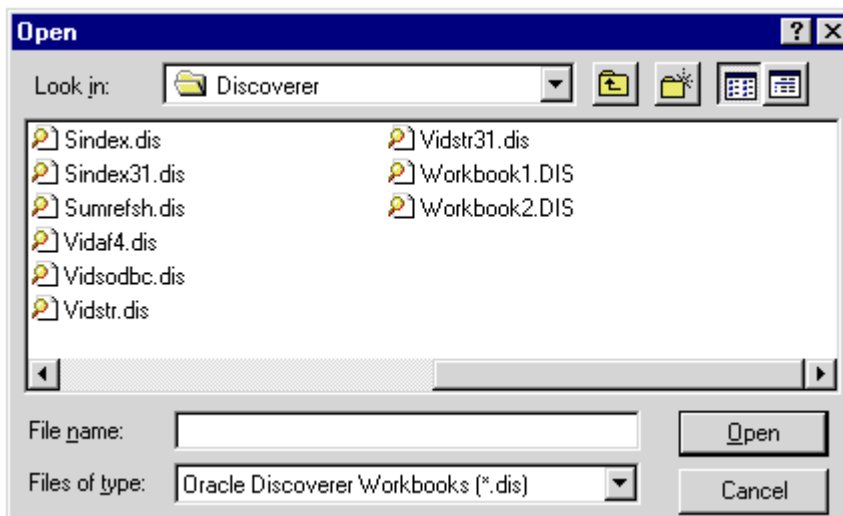 Open
Look in: Discoverer
Sindex.dis
Sindex31.dis
Sumrefsh.dis
Vidaf4.dis
Vidsodbc.dis
Vidstr.dis
Vidstr31.dis
Workbook1.DIS
Workbook2.DIS
File name: Open
Files of type: Oracle Discoverer Workbooks (*.dis) Cancel